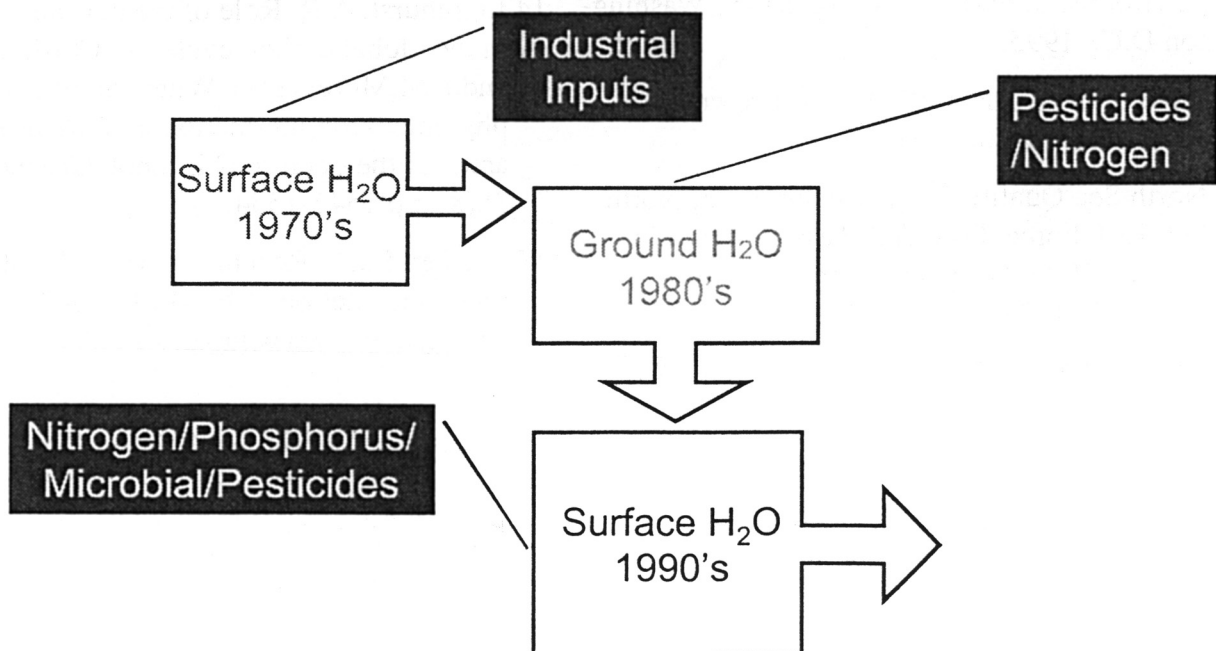 Industrial
Inputs
Pesticides
/Nitrogen
Surface H₂O
1970's
Ground H₂O
1980's
Nitrogen/Phosphorus/
Microbial/Pesticides
Surface H₂O
1990's